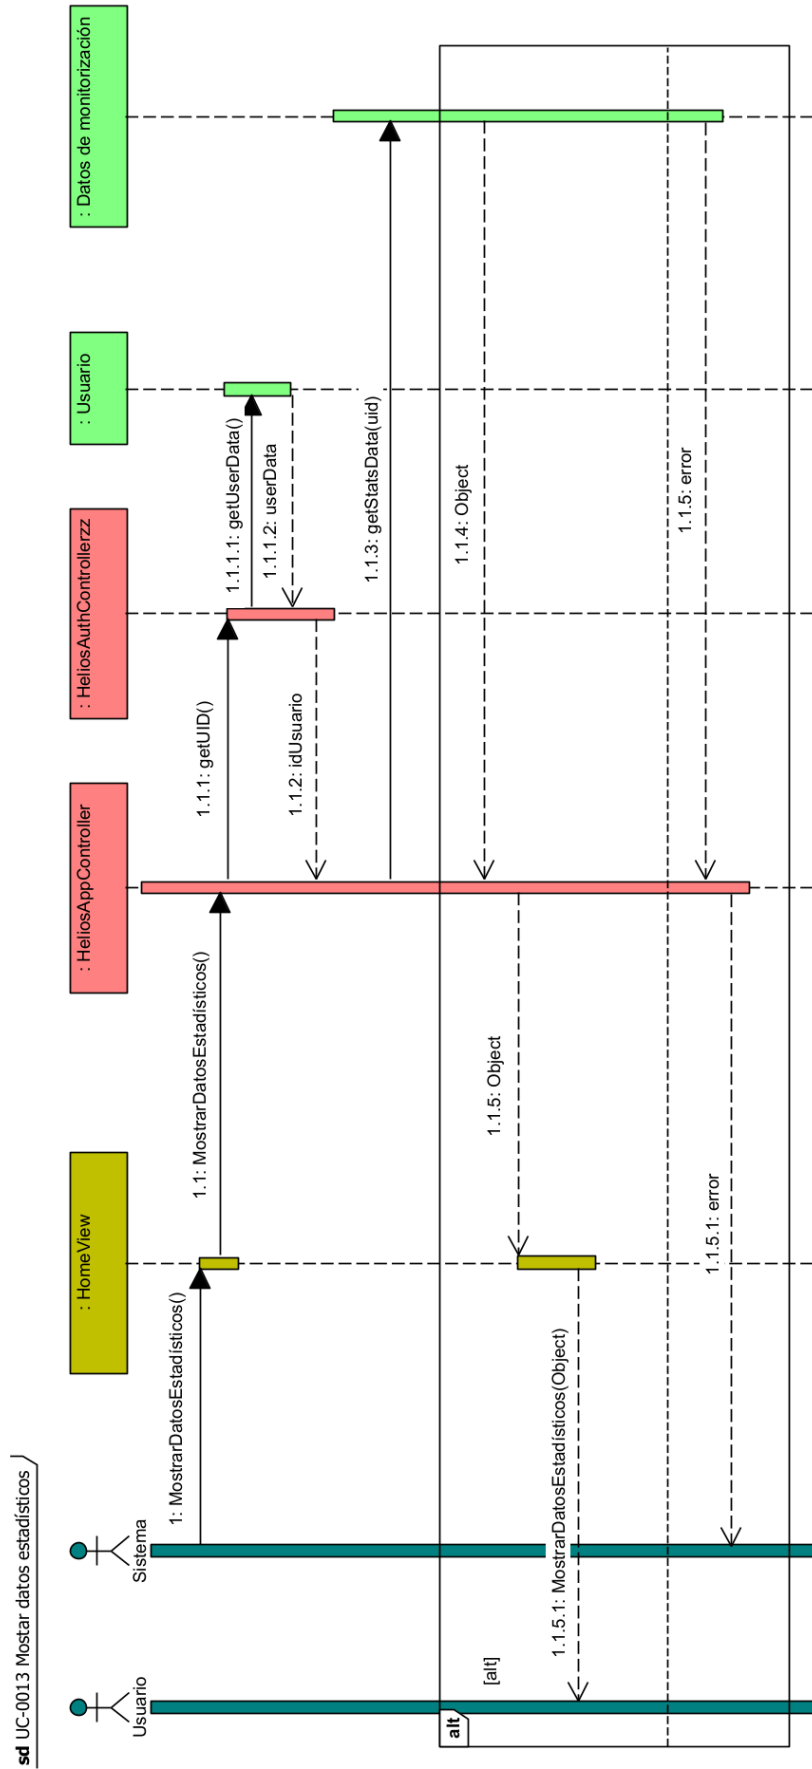 sd UC-0013 Mostar datos estadísticos
Usuario
Sistema
: HomeView
: HeliosAppController
: HeliosAuthControllerzz
: Usuario
: Datos de monitorización
1: MostrarDatosEstadísticos()
1.1: MostrarDatosEstadísticos()
1.1.1: getUID()
1.1.1.1: getUserData()
1.1.1.2: userData
1.1.2: idUsuario
1.1.3: getStatsData(uid)
alt
[alt]
1.1.4: Object
1.1.5: Object
1.1.5.1: MostrarDatosEstadísticos(Object)
1.1.5: error
1.1.5.1: error